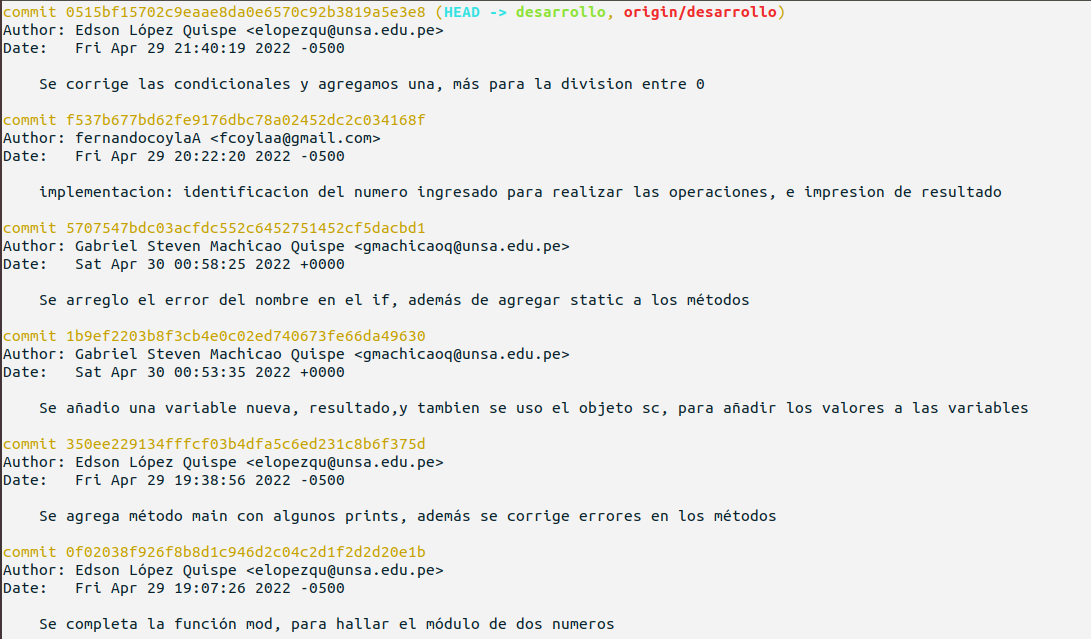 commit 0515bf15702c9eaae8da0e6570c92b3819a5e3e8 (HEAD -> desarrollo, origin/desarrollo)
Author: Edson López Quispe <elopezqu@unsa.edu.pe>
Date:   Fri Apr 29 21:40:19 2022 -0500
Se corrige las condicionales y agregamos una, más para la division entre 0
commit f537b677bd62fe9176dbc78a02452dc2c034168f
Author: fernandocoylaA <fcoylaa@gmail.com>
Date:   Fri Apr 29 20:22:20 2022 -0500
implementacion: identificacion del numero ingresado para realizar las operaciones, e impresion de resultado
commit 5707547bdc03acfdc552c6452751452cf5dacbd1
Author: Gabriel Steven Machicao Quispe <gmachicaoq@unsa.edu.pe>
Date:   Sat Apr 30 00:58:25 2022 +0000
Se arreglo el error del nombre en el if, además de agregar static a los métodos
commit 1b9ef2203b8f3cb4e0c02ed740673fe66da49630
Author: Gabriel Steven Machicao Quispe <gmachicaoq@unsa.edu.pe>
Date:   Sat Apr 30 00:53:35 2022 +0000
Se añadio una variable nueva, resultado,y tambien se uso el objeto sc, para añadir los valores a las variables
commit 350ee229134fffcf03b4dfa5c6ed231c8b6f375d
Author: Edson López Quispe <elopezqu@unsa.edu.pe>
Date:   Fri Apr 29 19:38:56 2022 -0500
Se agrega método main con algunos prints, además se corrige errores en los métodos
commit 0f02038f926f8b8d1c946d2c04c2d1f2d2d20e1b
Author: Edson López Quispe <elopezqu@unsa.edu.pe>
Date:   Fri Apr 29 19:07:26 2022 -0500
Se completa la función mod, para hallar el módulo de dos numeros